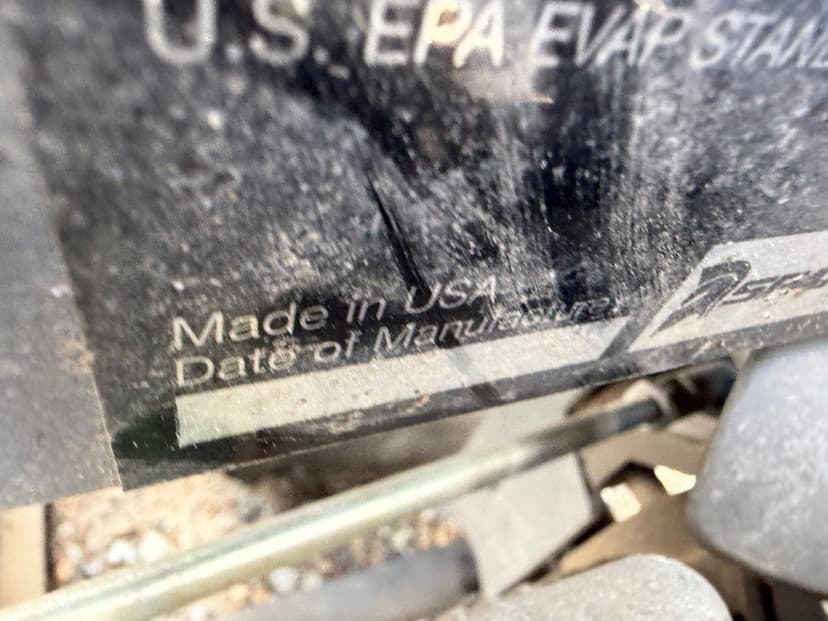 U.S. EPA EVAP
Made in USA
Date of Manufacture: